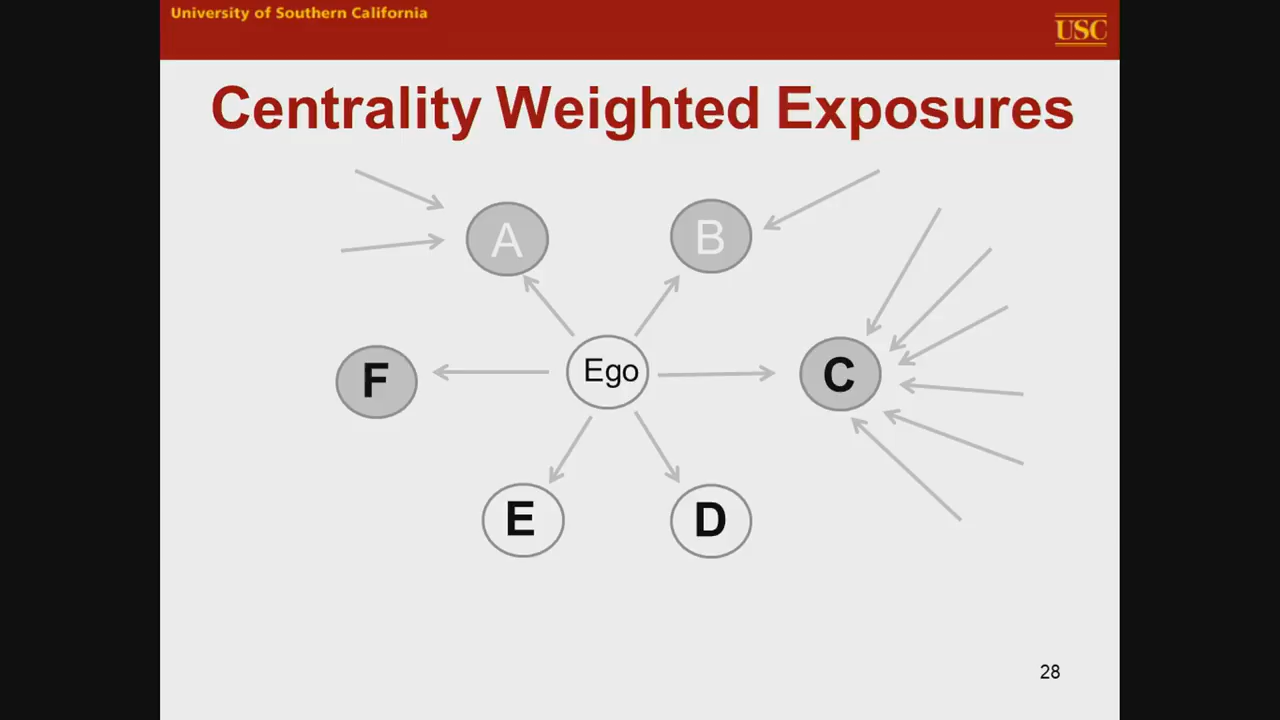 University of Southern California
USC
Centrality Weighted Exposures
A
B
F
Ego
C
E
D
28